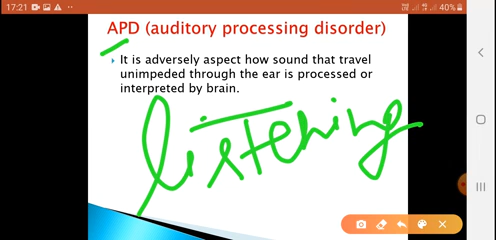 17:21
40%
APD (auditory processing disorder)
It is adversely aspect how sound that travel
unimpeded through the ear is processed or
interpreted by brain.
Listening